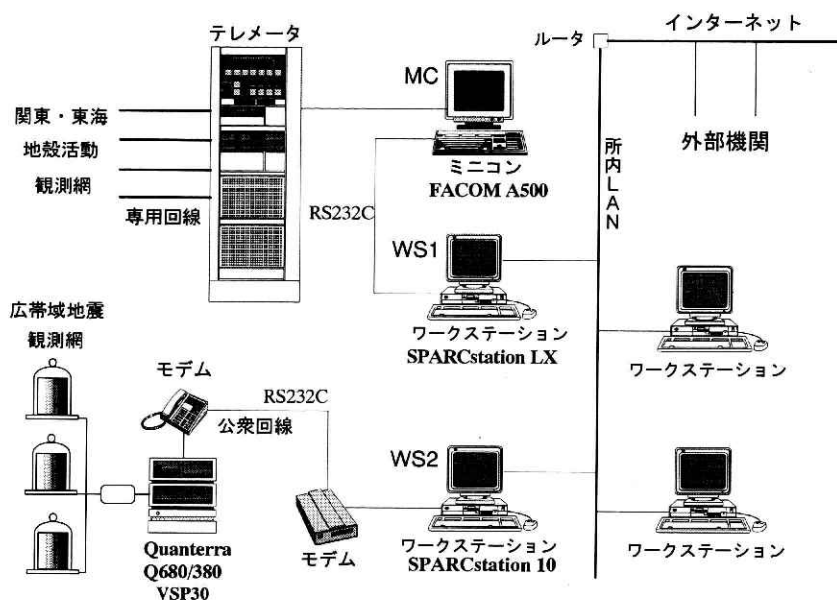 テレメータ
ルータ
インターネット
MC
関東・東海
地殻活動
観測網
専用回線
外部機関
所内LAN
ミニコン
FACOM A500
RS232C
WS1
ワークステーション
SPARCstation LX
ワークステーション
広帯域地震
観測網
モデム
RS232C
公衆回線
WS2
モデム
ワークステーション
SPARCstation 10
ワークステーション
Quanterra
Q680/380
VSP30